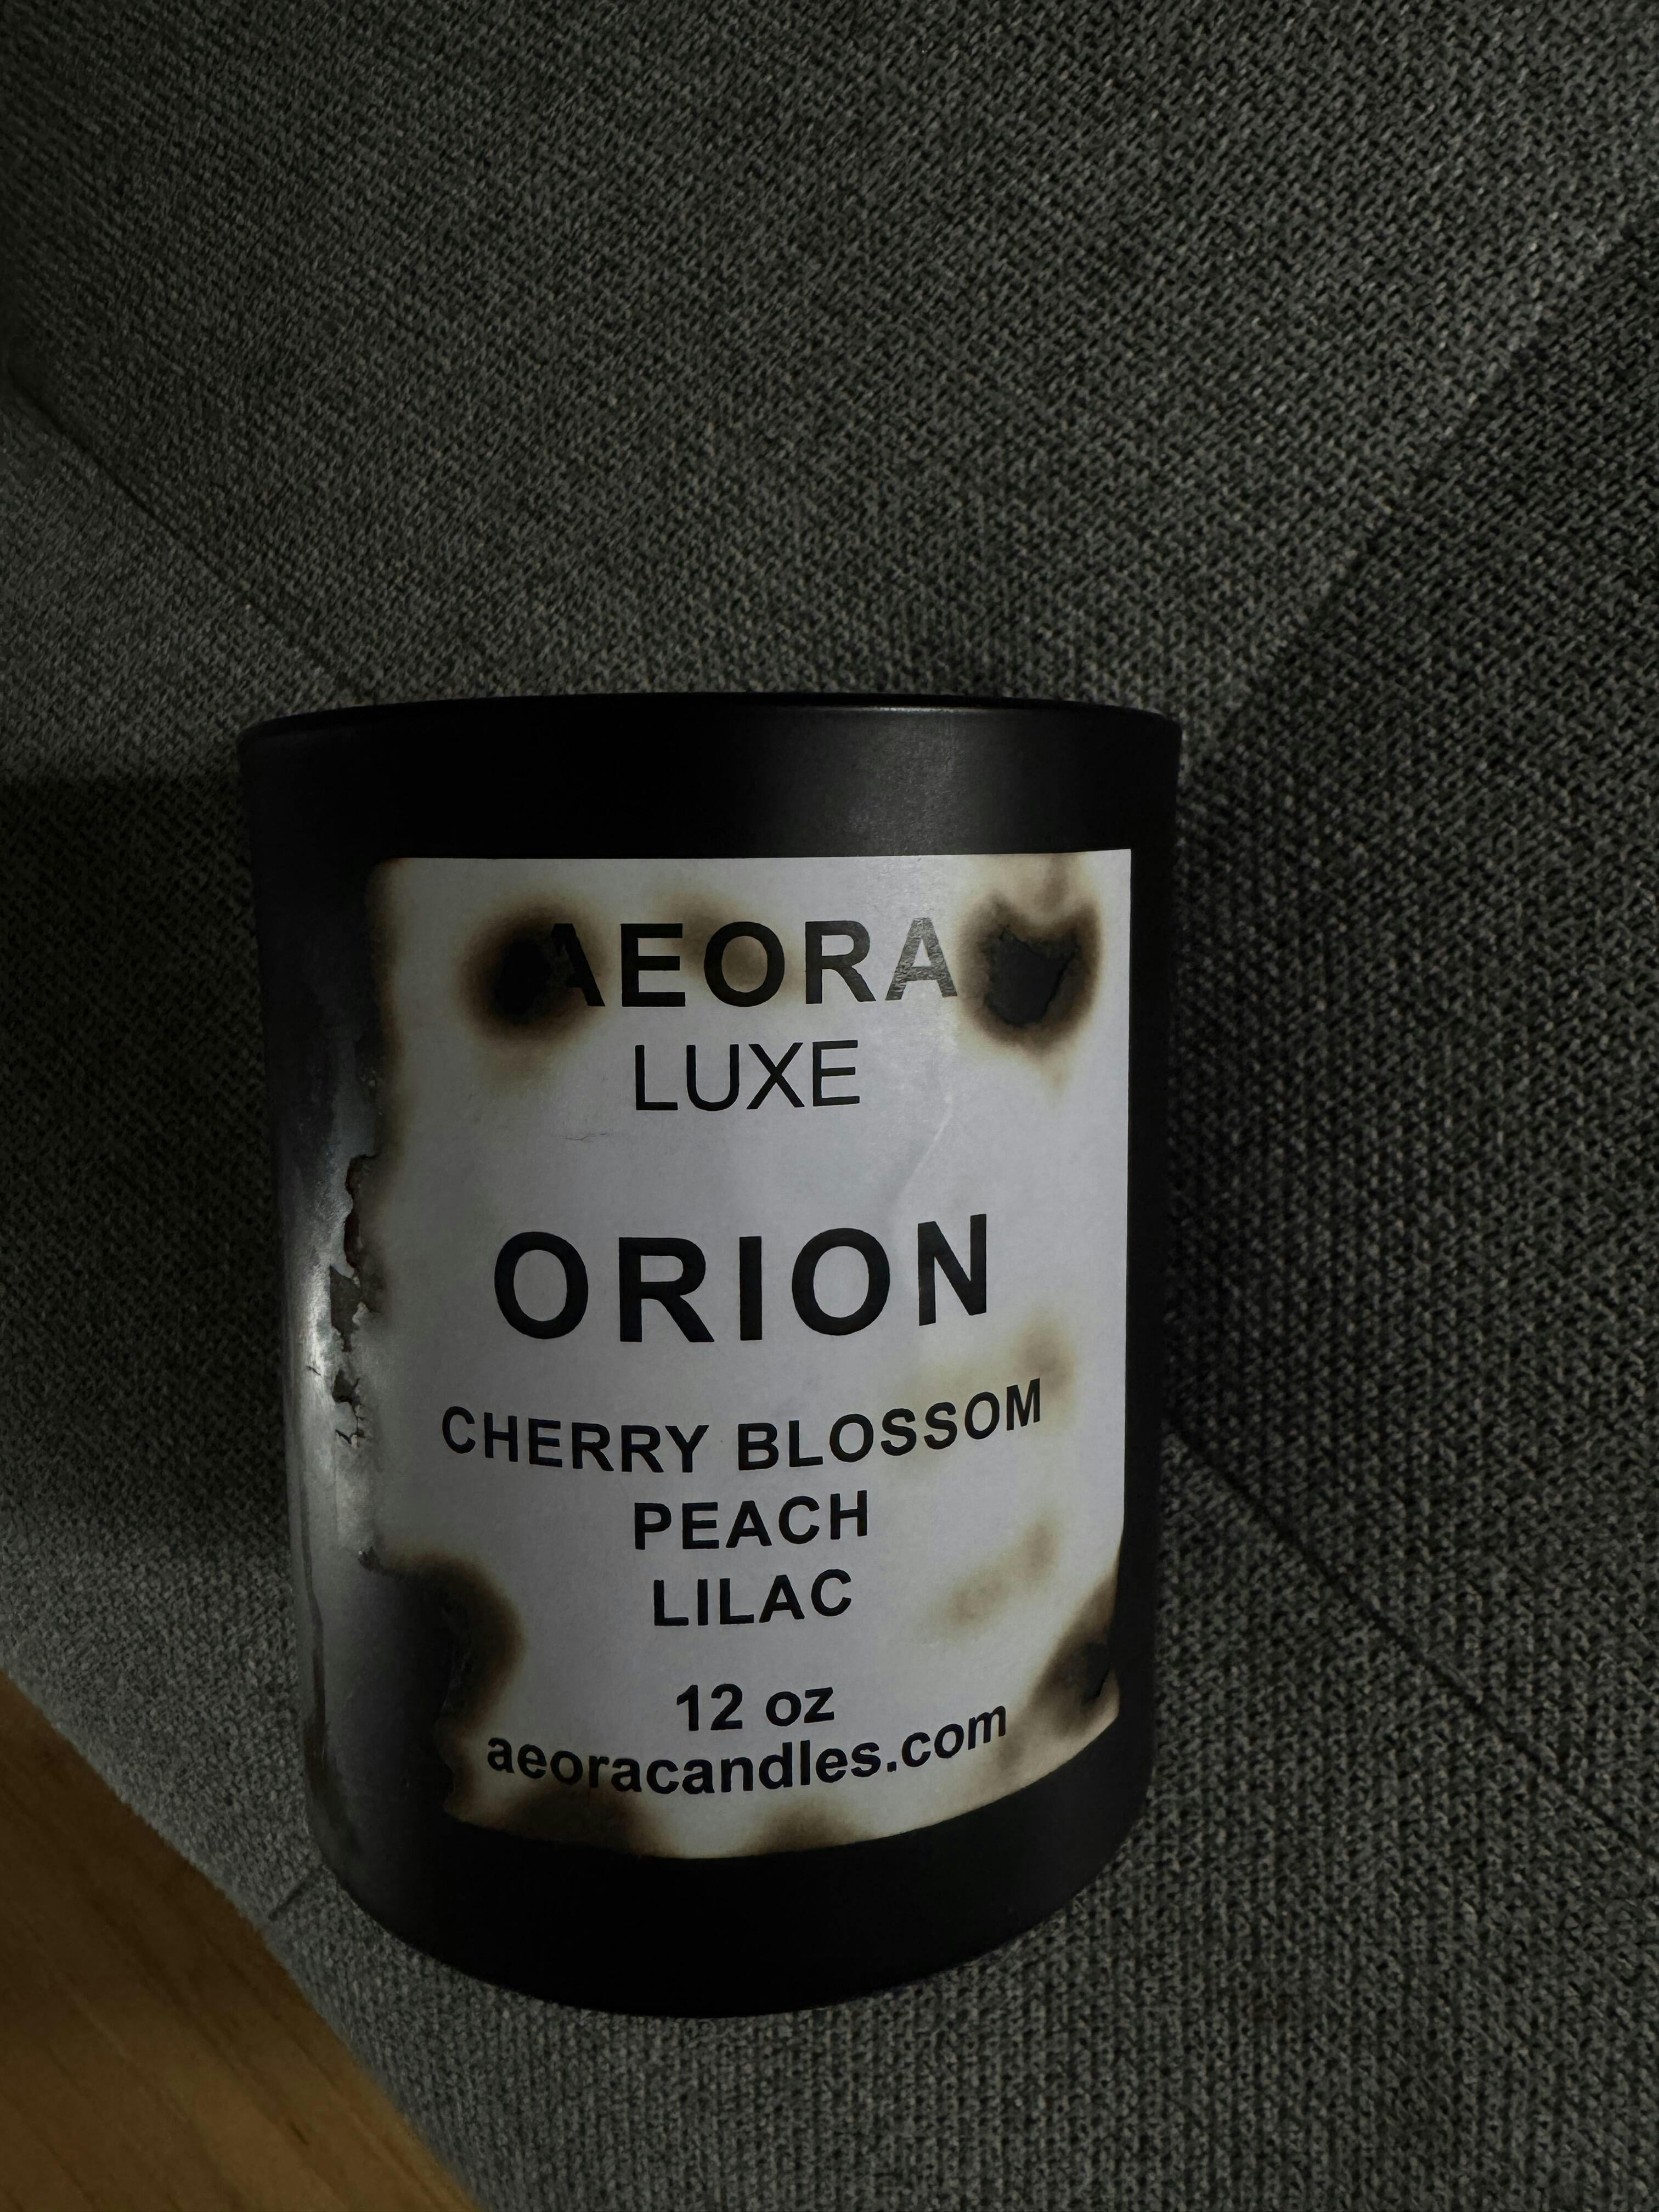 AEORA
LUXE
ORION
CHERRY BLOSSOM
PEACH
LILAC
12 oz
aeoracandles.com